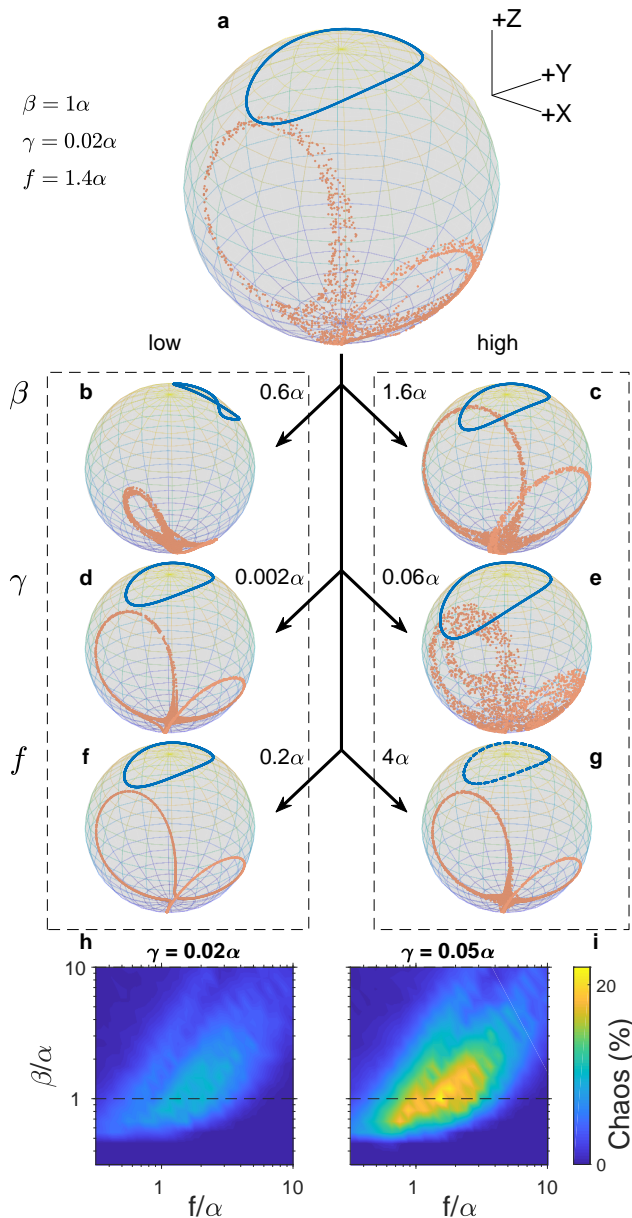 a
+Z
+Y
+X
β = 1α
γ = 0.02α
f = 1.4α
low
high
β
b
0.6α
1.6α
c
γ
d
0.002α
0.06α
e
f
f
0.2α
4α
g
h
γ = 0.02α
γ = 0.05α
i
10
1
β/α
1
10
f/α
1
10
f/α
20
0
Chaos (%)